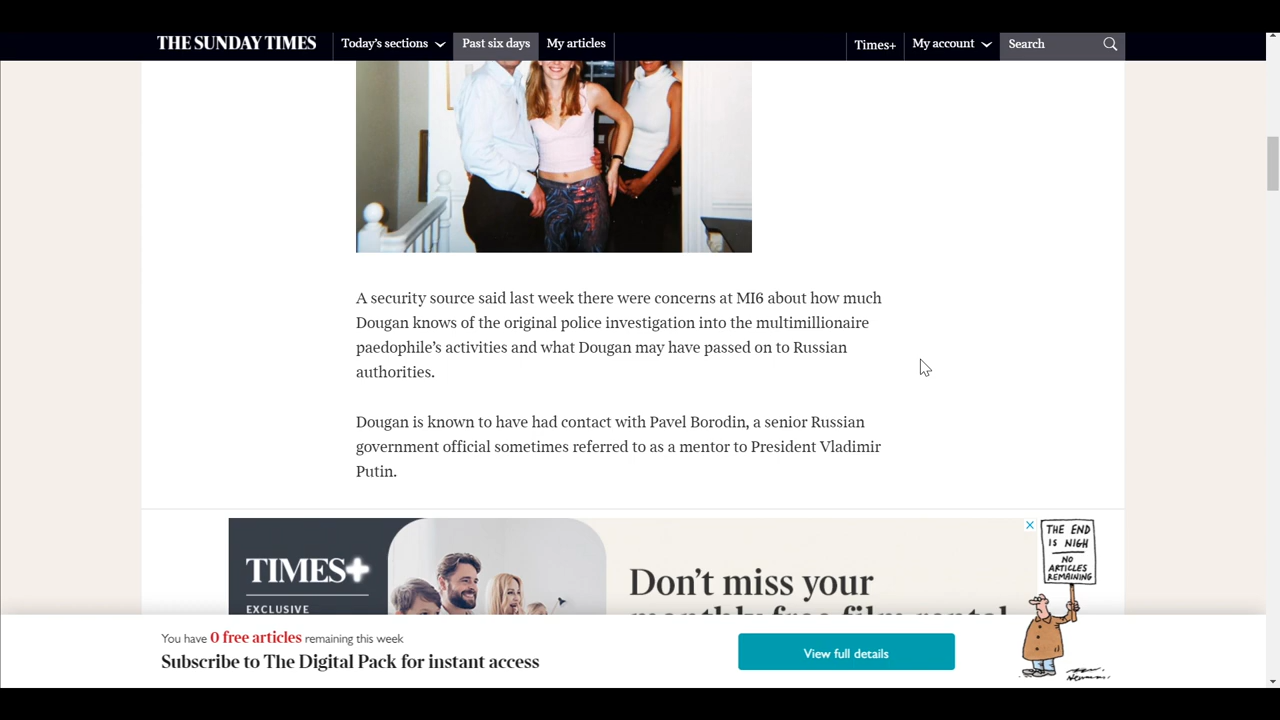 THE SUNDAY TIMES
Today's sections
Past six days
My articles
Times+
My account
Search
A security source said last week there were concerns at MI6 about how much
Dougan knows of the original police investigation into the multimillionaire
paedophile’s activities and what Dougan may have passed on to Russian
authorities.
Dougan is known to have had contact with Pavel Borodin, a senior Russian
government official sometimes referred to as a mentor to President Vladimir
Putin.
TIMES+
EXCLUSIVE
Don’t miss your
monthly free film rental
THE END
IS NIGH
NO
ARTICLES
REMAINING
You have 0 free articles remaining this week
Subscribe to The Digital Pack for instant access
View full details